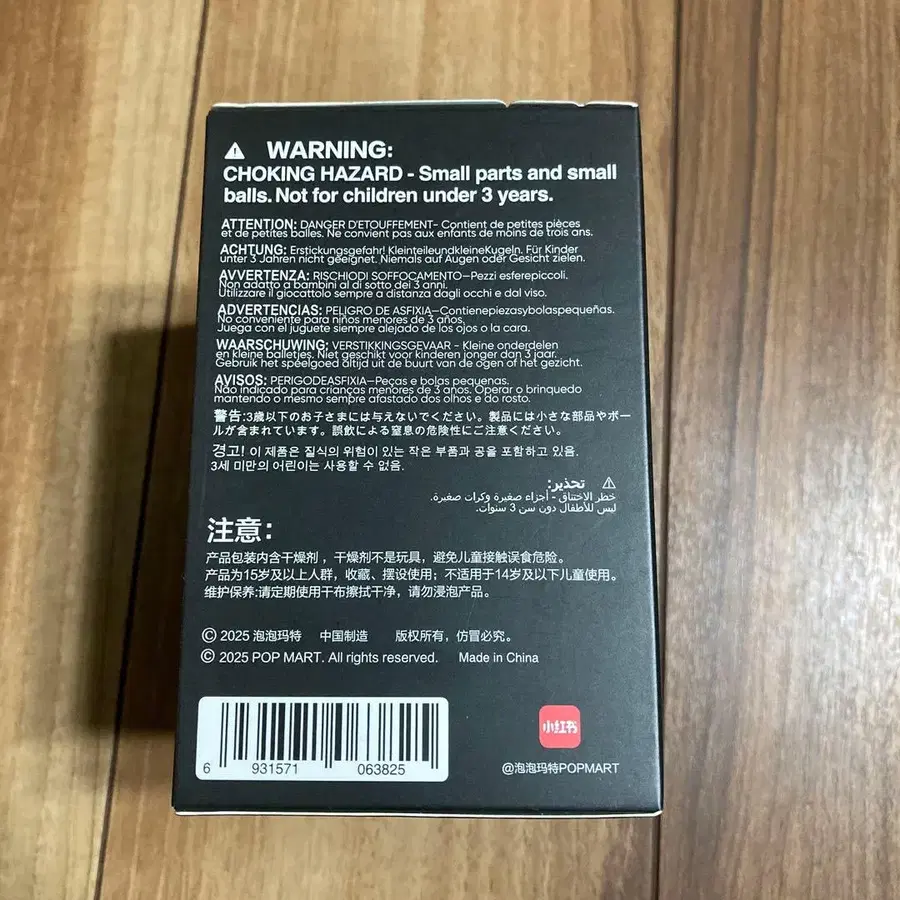 ⚠ WARNING:
CHOKING HAZARD - Small parts and small
balls. Not for children under 3 years.
ATTENTION: DANGER D'ETOUFFEMENT- Contient de petites pièces
et de petites balles. Ne convient pas aux enfants de moins de trois ans.
ACHTUNG: Erstickungsgefahr! KleinteileundkleineKugeln. Für Kinder
unter 3 Jahren nicht geeignet. Niemals auf Augen oder Gesicht zielen.
AVVERTENZA: RISCHIODI SOFFOCAMENTO—Pezzi esferepiccoli.
Non adatto a bambini al di sotto dei 3 anni.
Utilizzare il giocattolo sempre a distanza dagli occhi e dal viso.
ADVERTENCIAS: PELIGRO DE ASFIXIA—Contienepiezasybolaspequeñas.
No conveniente para niños menores de 3 años.
Juega con el juguete siempre alejado de los ojos o la cara.
WAARSCHUWING: VERSTIKKINGSGEVAAR - Kleine onderdelen
en kleine balletjes. Niet geschikt voor kinderen jonger dan 3 jaar.
Gebruik het speelgoed altijd uit de buurt van de ogen of het gezicht.
AVISOS: PERIGODEASFIXIA—Peças e bolas pequenas.
Não indicado para crianças menores de 3 años. Operar o brinquedo
mantendo o mesmo sempre afastado dos olhos e do rosto.
警告:3歳以下のお子さまには与えないでください。製品には小さな部品やボー
ルが含まれています。誤飲による窒息の危険性にご注意ください。
경고! 이 제품은 질식의 위험이 있는 작은 부품과 공을 포함하고 있음.
3세 미만의 어린이는 사용할 수 없음.
⚠ تحذير:
خطر الاختناق - أجزاء صغيرة وكرات صغيرة.
ليس للأطفال دون سن 3 سنوات.
注意：
产品包装内含干燥剂，干燥剂不是玩具，避免儿童接触误食危险。
产品为15岁及以上人群，收藏、摆设使用；不适用于14岁及以下儿童使用。
维护保养:请定期使用干布擦拭干净，请勿浸泡产品。
© 2025 泡泡玛特 中国制造 版权所有，仿冒必究。
© 2025 POP MART. All rights reserved. Made in China
6 931571 063825
小红书
@泡泡玛特POPMART